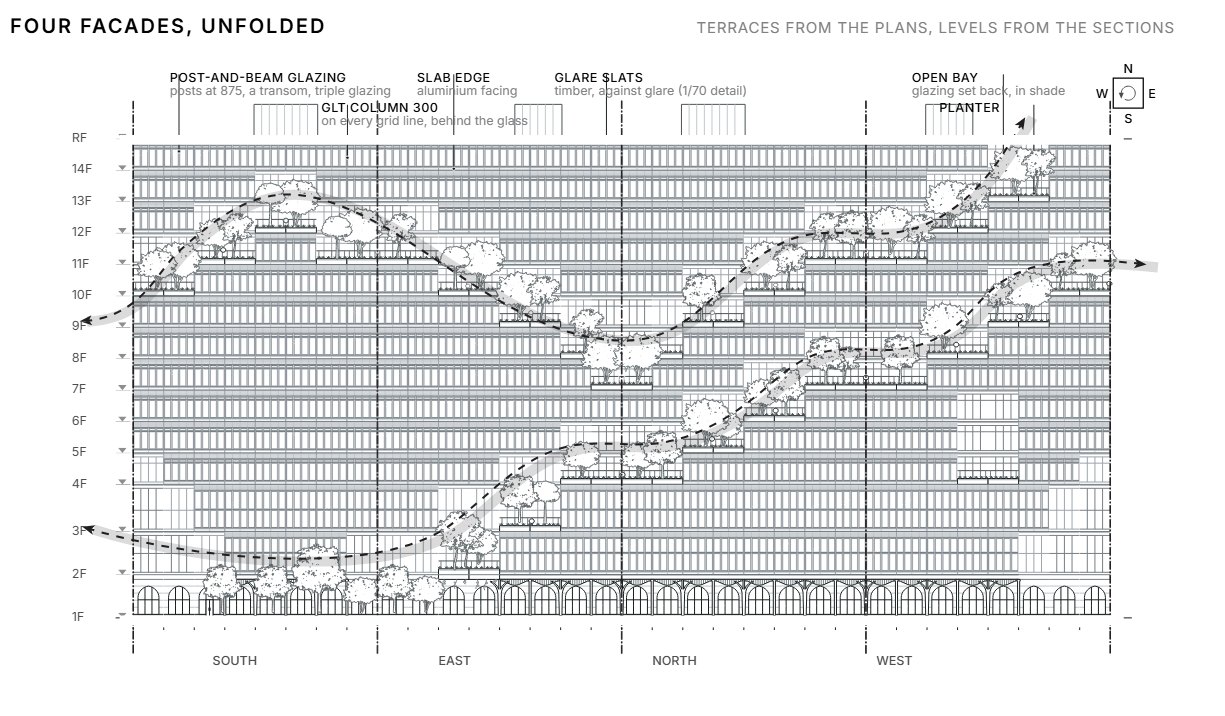 FOUR FACADES, UNFOLDED
TERRACES FROM THE PLANS, LEVELS FROM THE SECTIONS
POST-AND-BEAM GLAZING
posts at 875, a transom, triple glazing
SLAB EDGE
aluminium facing
GLARE SLATS
timber, against glare (1/70 detail)
OPEN BAY
glazing set back, in shade
GLT COLUMN 300
on every grid line, behind the glass
PLANTER
N
W
E
S
RF
14F
13F
12F
11F
10F
9F
8F
7F
6F
5F
4F
3F
2F
1F
SOUTH
EAST
NORTH
WEST